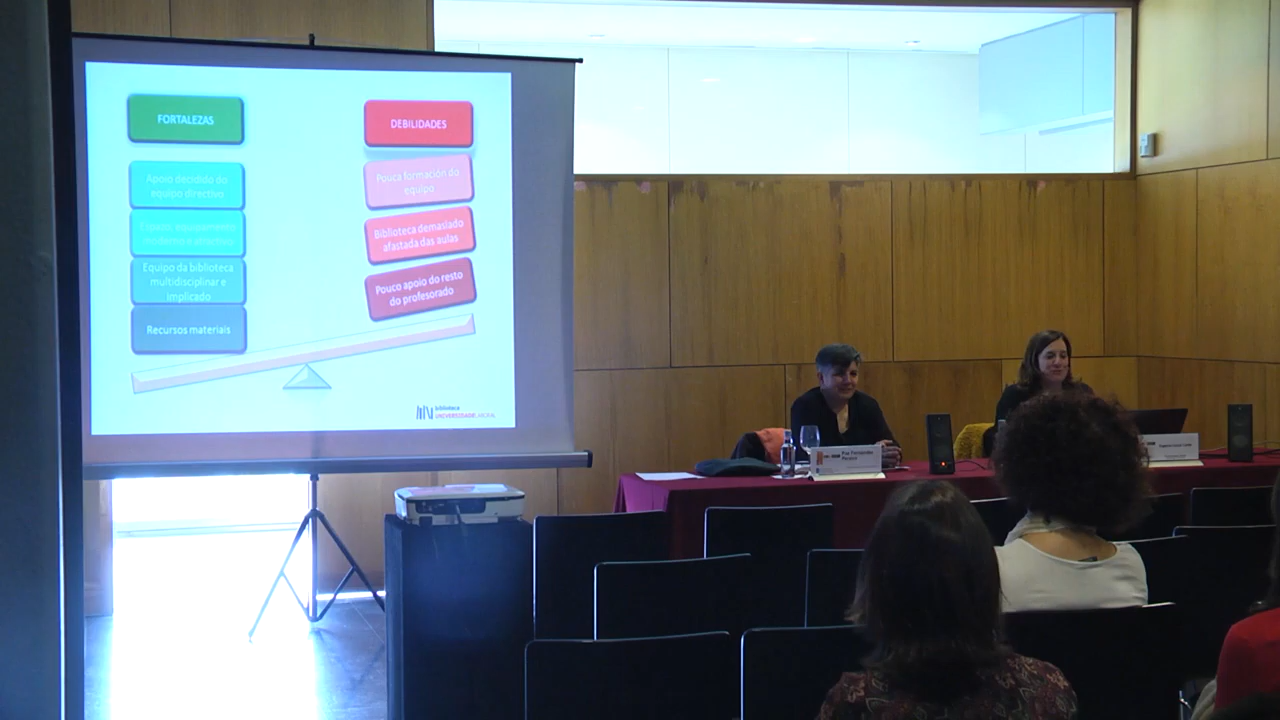 FORTALEZAS
Apoio decidido do
equipo directivo
Equipo da biblioteca
multidisciplinar e
implicado
Recursos materiais
DEBILIDADES
Pouca formación do
equipo
Biblioteca demasiado
afastada das aulas
Pouco apoio do resto
do profesorado
biblioteca
UNIVERSIDADE